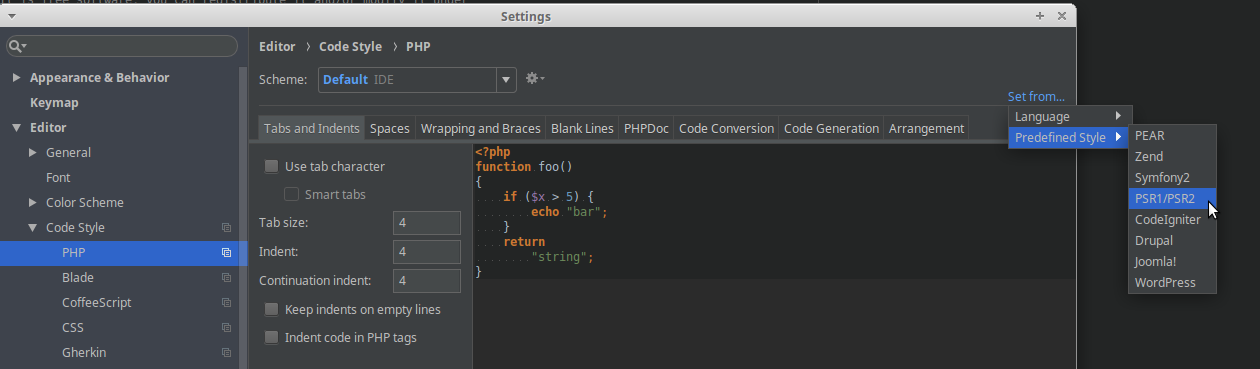 Settings
Editor › Code Style › PHP
Scheme: Default IDE
Set from...
Appearance & Behavior
Keymap
Editor
General
Font
Color Scheme
Code Style
PHP
Blade
CoffeeScript
CSS
Gherkin
Tabs and Indents Spaces Wrapping and Braces Blank Lines PHPDoc Code Conversion Code Generation Arrangement
Use tab character
Smart tabs
Tab size: 4
Indent: 4
Continuation indent: 4
Keep indents on empty lines
Indent code in PHP tags
<?php
function foo()
{
    if ($x > 5) {
        echo "bar";
    }
    return
        "string";
}
Language
Predefined Style
PEAR
Zend
Symfony2
PSR1/PSR2
CodeIgniter
Drupal
Joomla!
WordPress